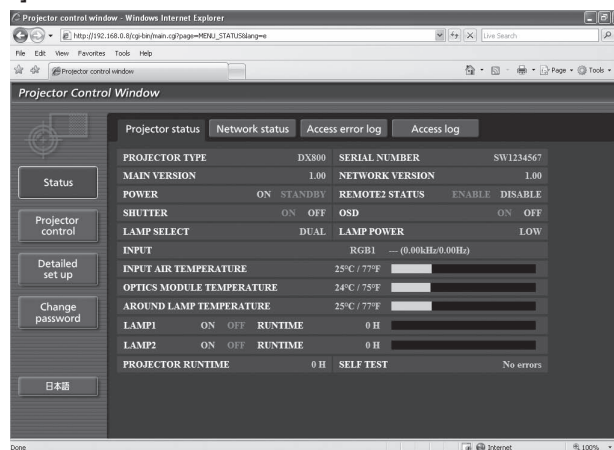 Projector control window - Windows Internet Explorer
http://192.168.0.8/cgi-bin/main.cgi?page=MENU_STATUS&lang=e
Live Search
File Edit View Favorites Tools Help
Projector control window
Page Tools
Projector Control Window
Projector status Network status Access error log Access log
Status
Projector control
Detailed set up
Change password
日本語
PROJECTOR TYPE DX800 SERIAL NUMBER SW1234567
MAIN VERSION 1.00 NETWORK VERSION 1.00
POWER ON STANDBY REMOTE2 STATUS ENABLE DISABLE
SHUTTER ON OFF OSD ON OFF
LAMP SELECT DUAL LAMP POWER LOW
INPUT RGB1 — (0.00kHz/0.00Hz)
INPUT AIR TEMPERATURE 25°C / 77°F
OPTICS MODULE TEMPERATURE 24°C / 75°F
AROUND LAMP TEMPERATURE 25°C / 77°F
LAMP1 ON OFF RUNTIME 0 H
LAMP2 ON OFF RUNTIME 0 H
PROJECTOR RUNTIME 0 H SELF TEST No errors
Done Internet 100%